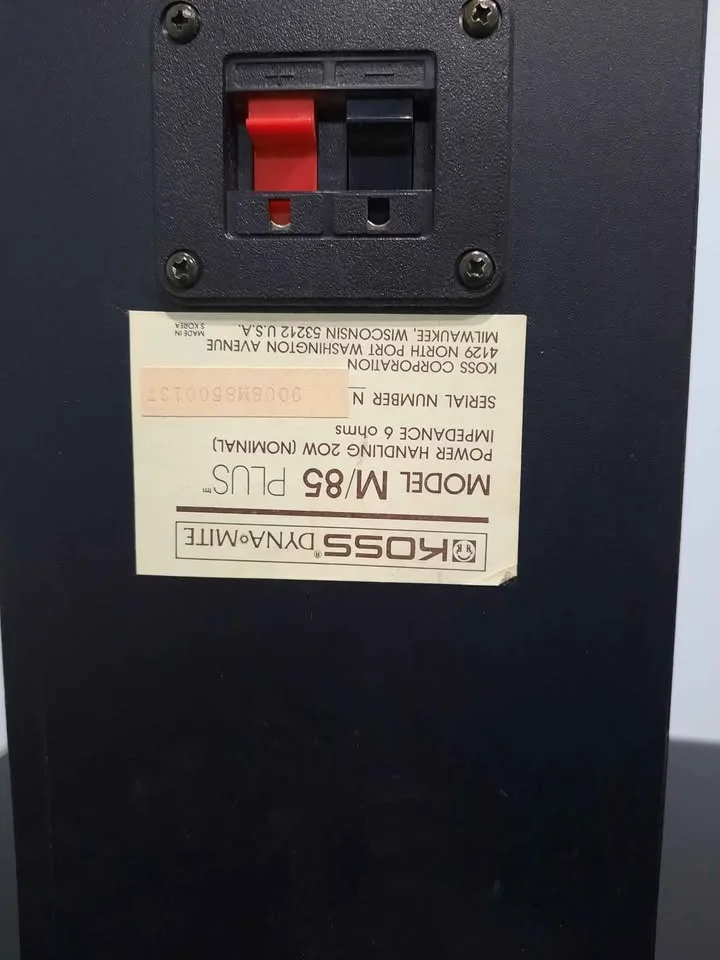 + −
KOSS® DYNA•MITE
MODEL M/85 PLUS™
POWER HANDLING 20W (NOMINAL)
IMPEDANCE 6 ohms
SERIAL NUMBER N
KOSS CORPORATION
4129 NORTH PORT WASHINGTON AVENUE
MILWAUKEE, WISCONSIN 53212 U.S.A.
MADE IN
S KOREA